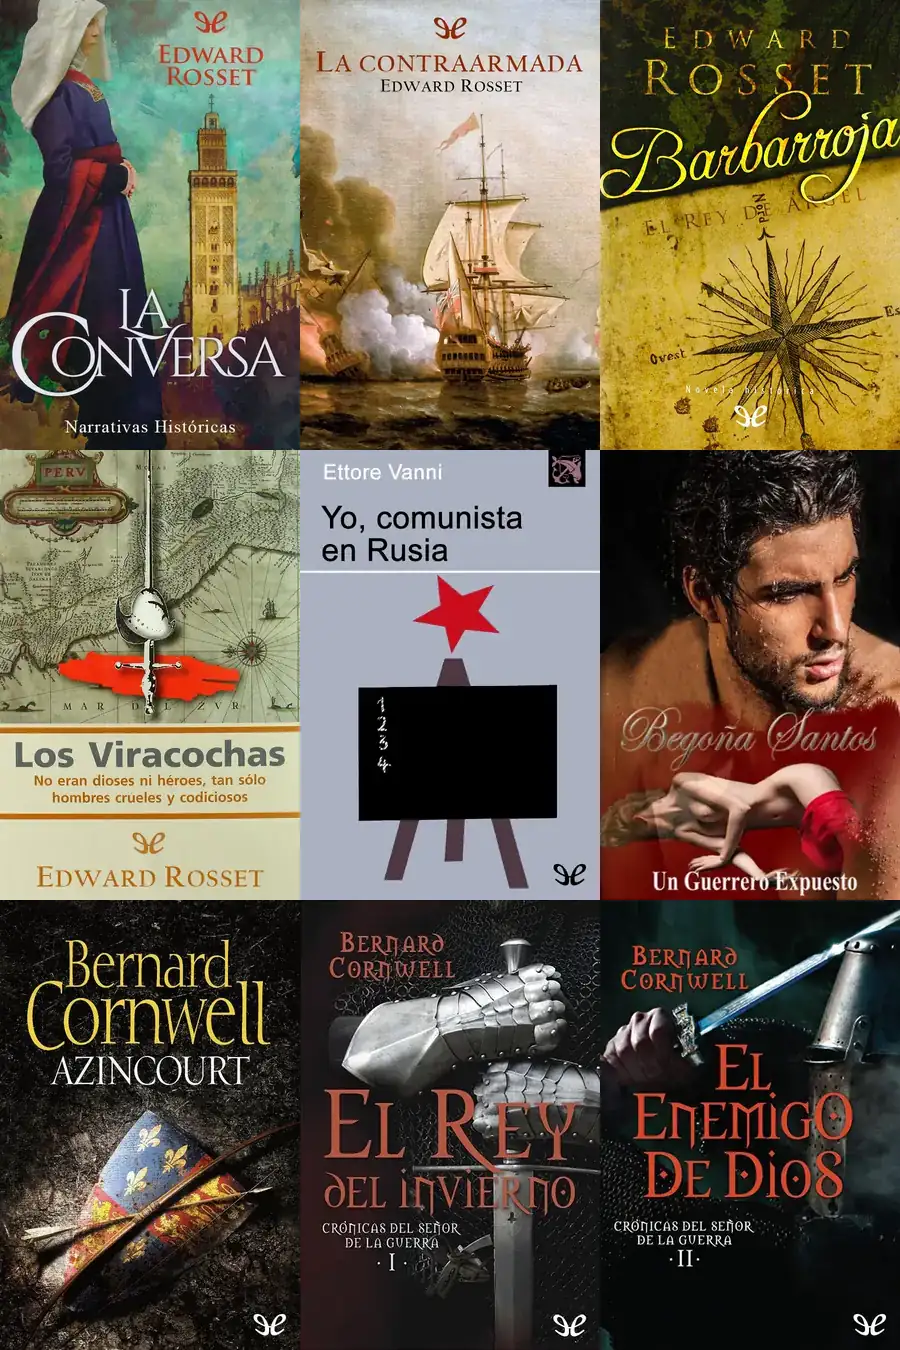 EDWARD
ROSSET
LA
CONVERSA
Narrativas Históricas
LA CONTRAARMADA
EDWARD ROSSET
EDWARD
ROSSET
Barbarroja
EL REY DE ARGEL
Nord
Es
Ovest
Novela histórica
PERV
MAR DEL ZVR
Los Viracochas
No eran dioses ni héroes, tan sólo
hombres crueles y codiciosos
EDWARD ROSSET
Ettore Vanni
Yo, comunista
en Rusia
1
2
3
4
Begoña Santos
Un Guerrero Expuesto
Bernard
Cornwell
AZINCOURT
BERNARD
CORNWELL
EL REY
DEL INVIERNO
CRÓNICAS DEL SEÑOR
DE LA GUERRA
· I ·
BERNARD
CORNWELL
EL
ENEMIGO
DE DIOS
CRÓNICAS DEL SEÑOR
DE LA GUERRA
· II ·